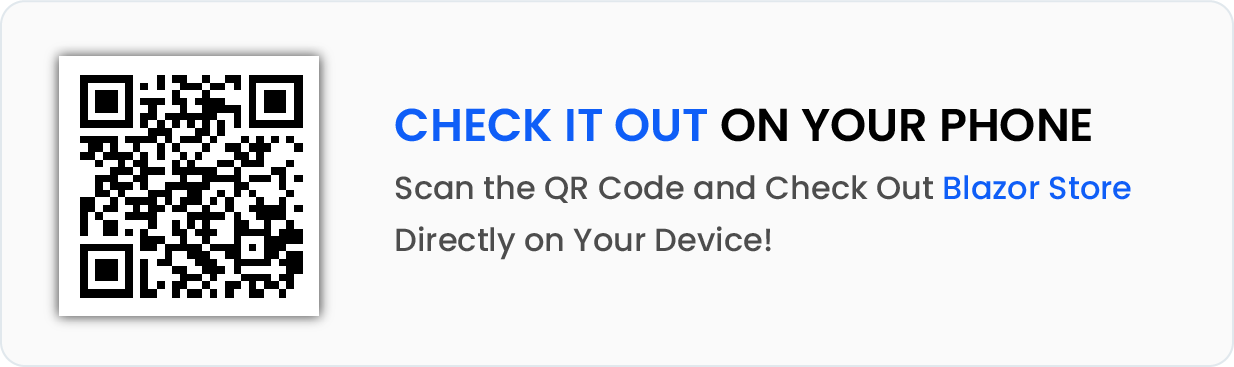 CHECK IT OUT ON YOUR PHONE
Scan the QR Code and Check Out Blazor Store
Directly on Your Device!